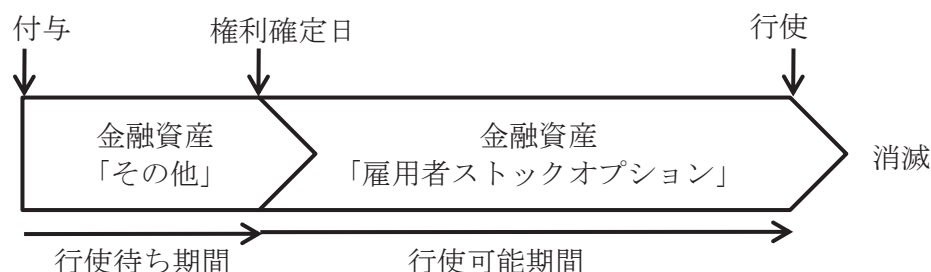 付与
権利確定日
行使
金融資産
「その他」
金融資産
「雇用者ストックオプション」
消滅
行使待ち期間
行使可能期間